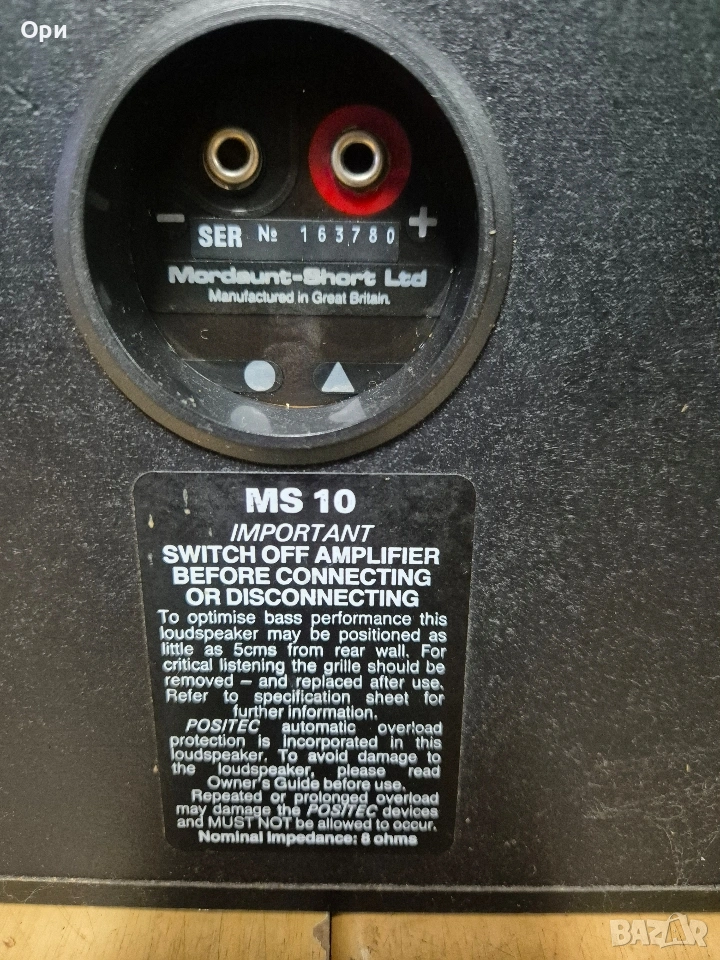 Ори
- +
SER № 163780
Mordaunt-Short Ltd
Manufactured in Great Britain.
MS 10
IMPORTANT
SWITCH OFF AMPLIFIER
BEFORE CONNECTING
OR DISCONNECTING
To optimise bass performance this
loudspeaker may be positioned as
little as 5cms from rear wall. For
critical listening the grille should be
removed – and replaced after use.
Refer to specification sheet for
further information.
POSITEC automatic overload
protection is incorporated in this
loudspeaker. To avoid damage to
the loudspeaker, please read
Owner's Guide before use.
Repeated or prolonged overload
may damage the POSITEC devices
and MUST NOT be allowed to occur.
Nominal Impedance: 8 ohms
BAZAR